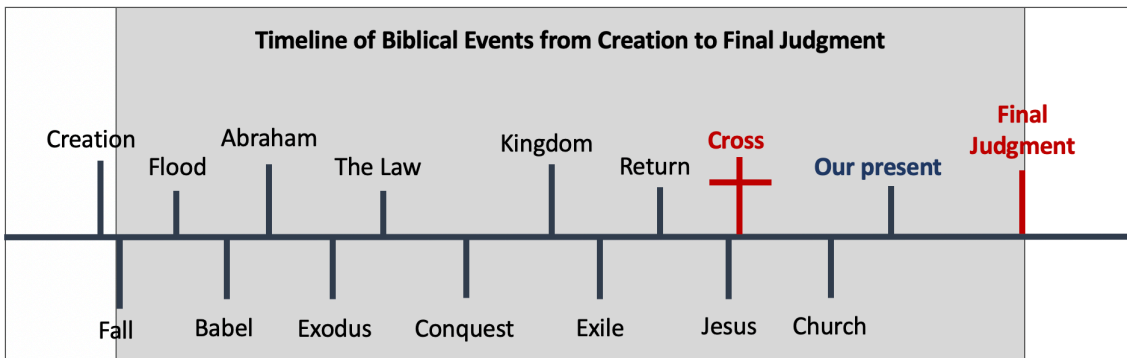 Timeline of Biblical Events from Creation to Final Judgment
Creation
Flood
Abraham
The Law
Kingdom
Return
Cross
Our present
Final
Judgment
Fall
Babel
Exodus
Conquest
Exile
Jesus
Church